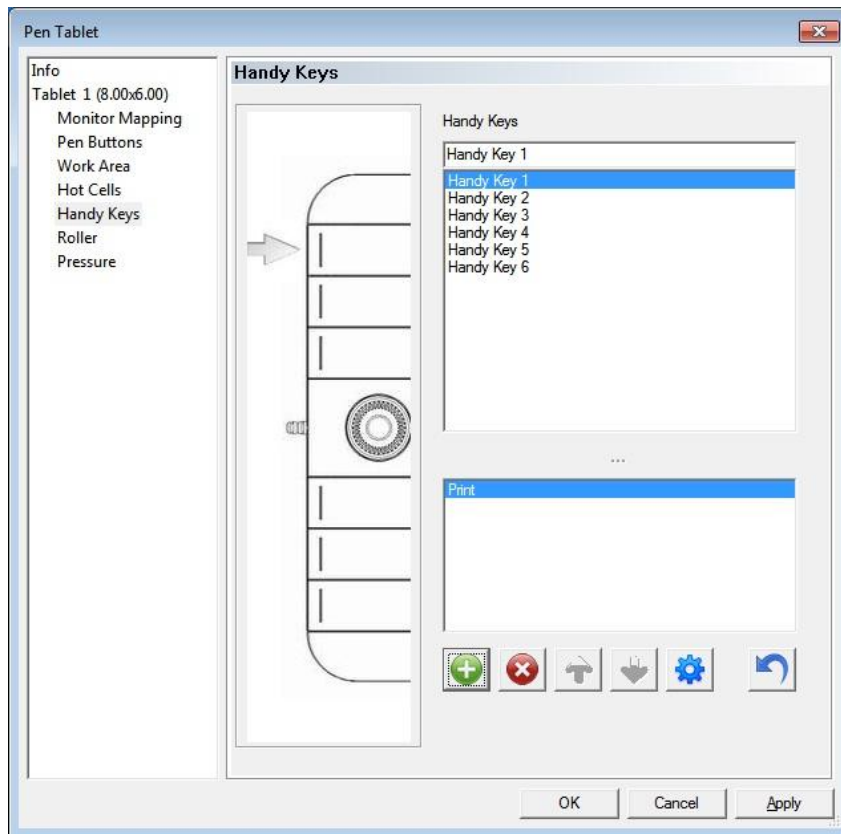 Pen Tablet
Info
Tablet 1 (8.00x6.00)
Monitor Mapping
Pen Buttons
Work Area
Hot Cells
Handy Keys
Roller
Pressure
Handy Keys
Handy Keys
Handy Key 1
Handy Key 1
Handy Key 2
Handy Key 3
Handy Key 4
Handy Key 5
Handy Key 6
...
Print
OK
Cancel
Apply